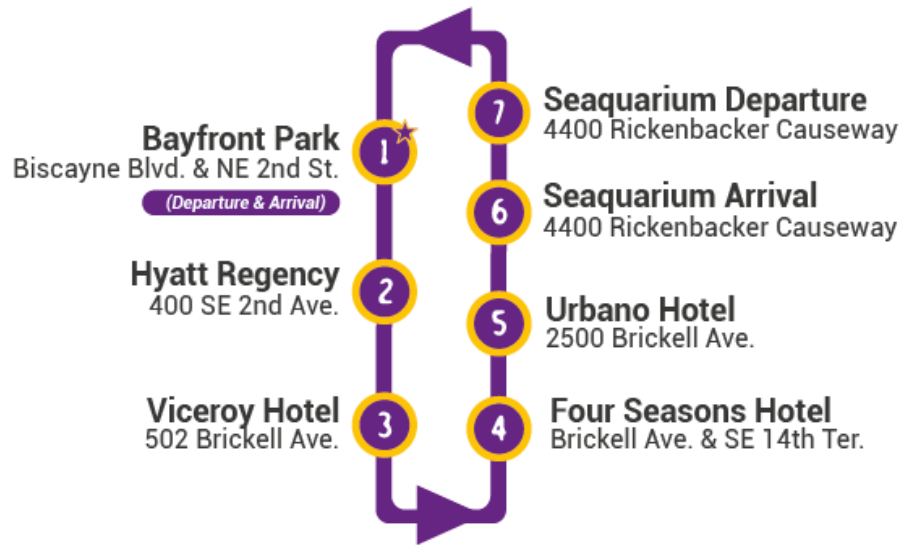 Bayfront Park
Biscayne Blvd. & NE 2nd St.
(Departure & Arrival)
1
Hyatt Regency
400 SE 2nd Ave.
2
Viceroy Hotel
502 Brickell Ave.
3
4
Four Seasons Hotel
Brickell Ave. & SE 14th Ter.
5
Urbano Hotel
2500 Brickell Ave.
6
Seaquarium Arrival
4400 Rickenbacker Causeway
7
Seaquarium Departure
4400 Rickenbacker Causeway